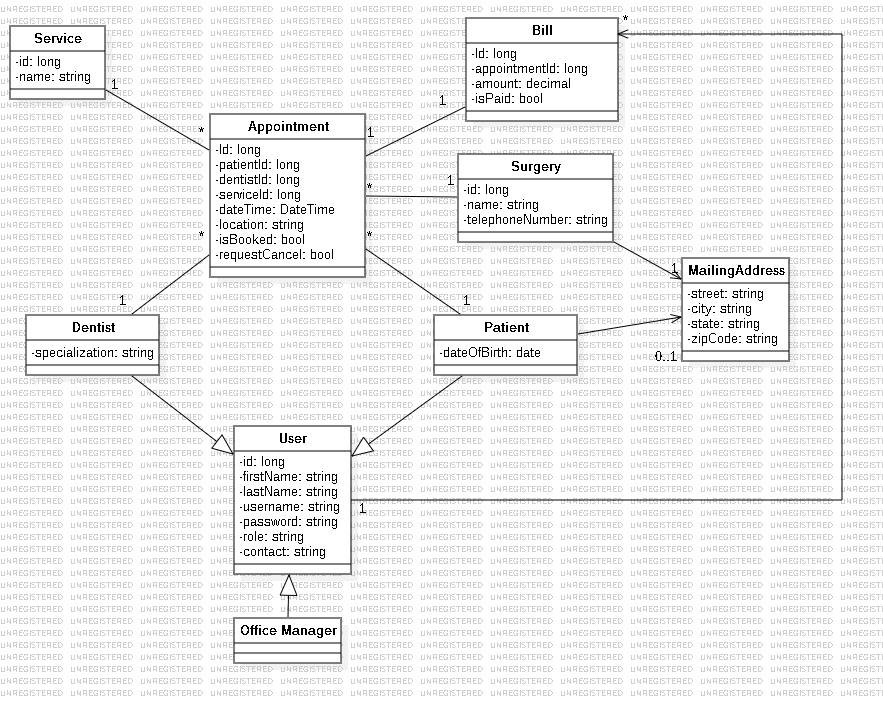 Service
-id: long
-name: string
1
*
Bill
-Id: long
-appointmentId: long
-amount: decimal
-isPaid: bool
*
1
Appointment
-Id: long
-patientId: long
-dentistId: long
-serviceId: long
-dateTime: DateTime
-location: string
-isBooked: bool
-requestCancel: bool
1
*
*
*
Surgery
-id: long
-name: string
-telephoneNumber: string
1
1
MailingAddress
-street: string
-city: string
-state: string
-zipCode: string
0..1
Dentist
-specialization: string
1
Patient
-dateOfBirth: date
1
User
-id: long
-firstName: string
-lastName: string
-username: string
-password: string
-role: string
-contact: string
1
Office Manager
UNREGISTERED